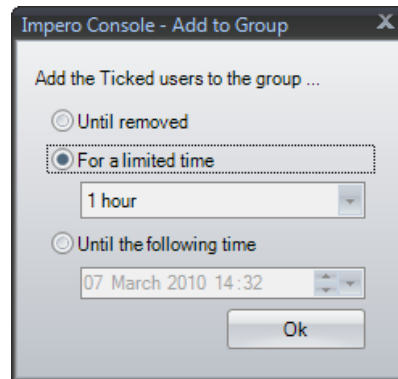 Impero Console - Add to Group
Add the Ticked users to the group ...
Until removed
For a limited time
1 hour
Until the following time
07 March 2010 14:32
Ok